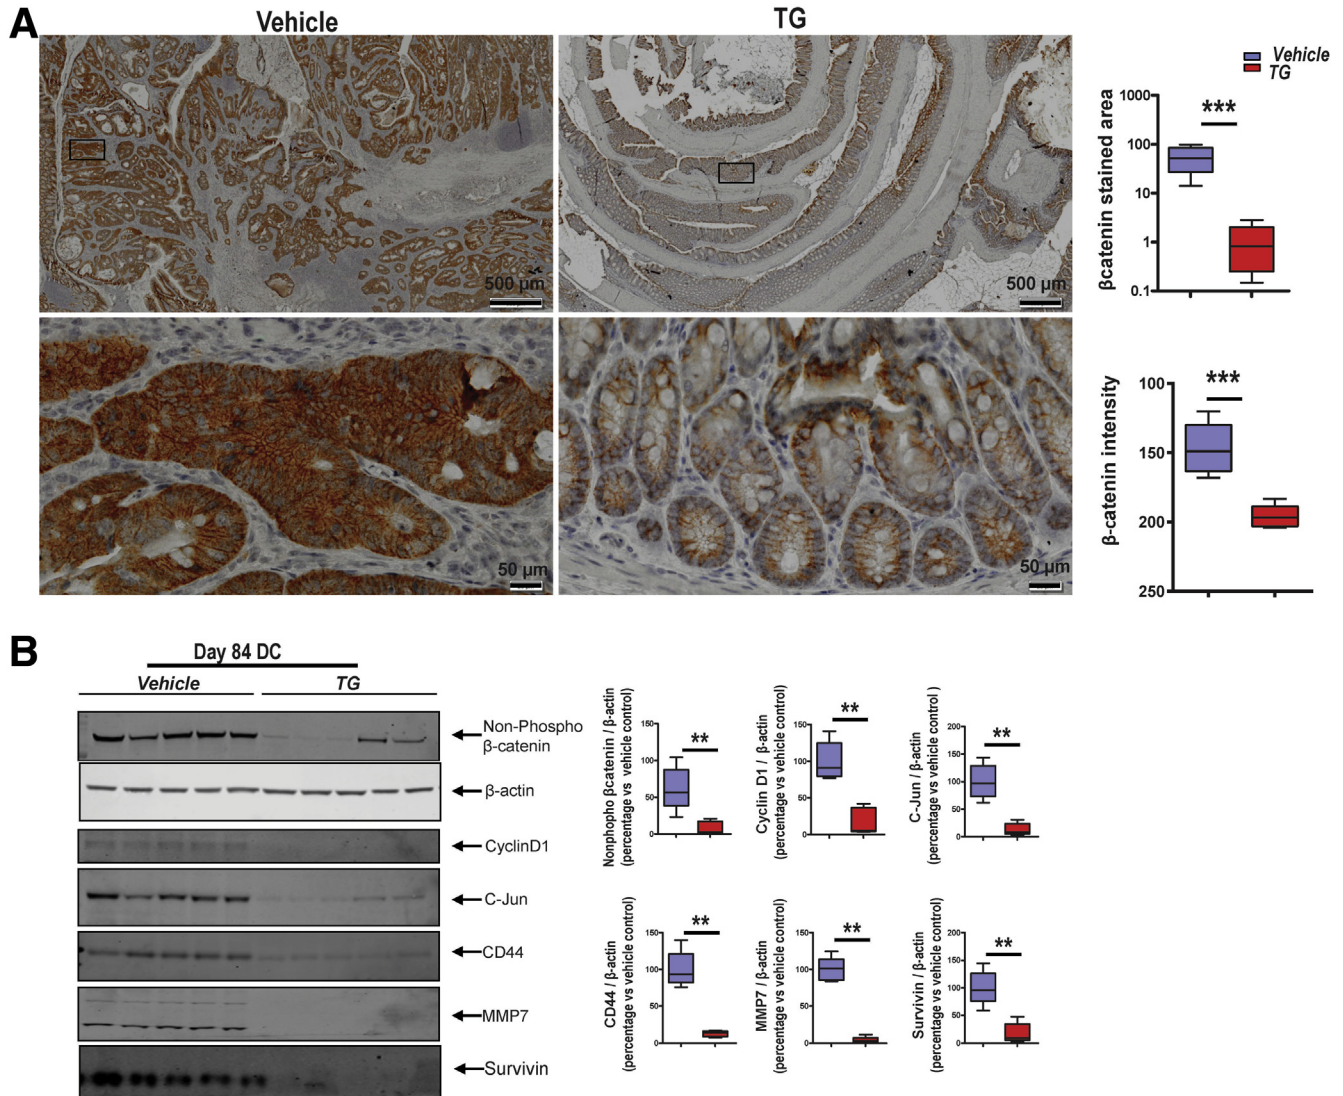 A
Vehicle
TG
500 µm
500 µm
50 µm
50 µm
Vehicle
TG
βcatenin stained area
1000
100
10
1
0.1
***
β-catenin intensity
100
150
200
250
***
B
Day 84 DC
Vehicle
TG
Non-Phospho
β-catenin
β-actin
CyclinD1
C-Jun
CD44
MMP7
Survivin
Nonphopho βcatenin / β-actin
(percentage vs vehicle control)
150
100
50
0
**
Cyclin D1 / β-actin
(percentage vs vehicle control)
150
100
50
0
**
C-Jun / β-actin
(percentage vs vehicle control )
200
150
100
50
0
**
CD44 / β-actin
(percentage vs vehicle control)
150
100
50
0
**
MMP7 / β-actin
(percentage vs vehicle control)
150
100
50
0
**
Survivin / β-actin
(percentage vs vehicle control)
200
150
100
50
0
**